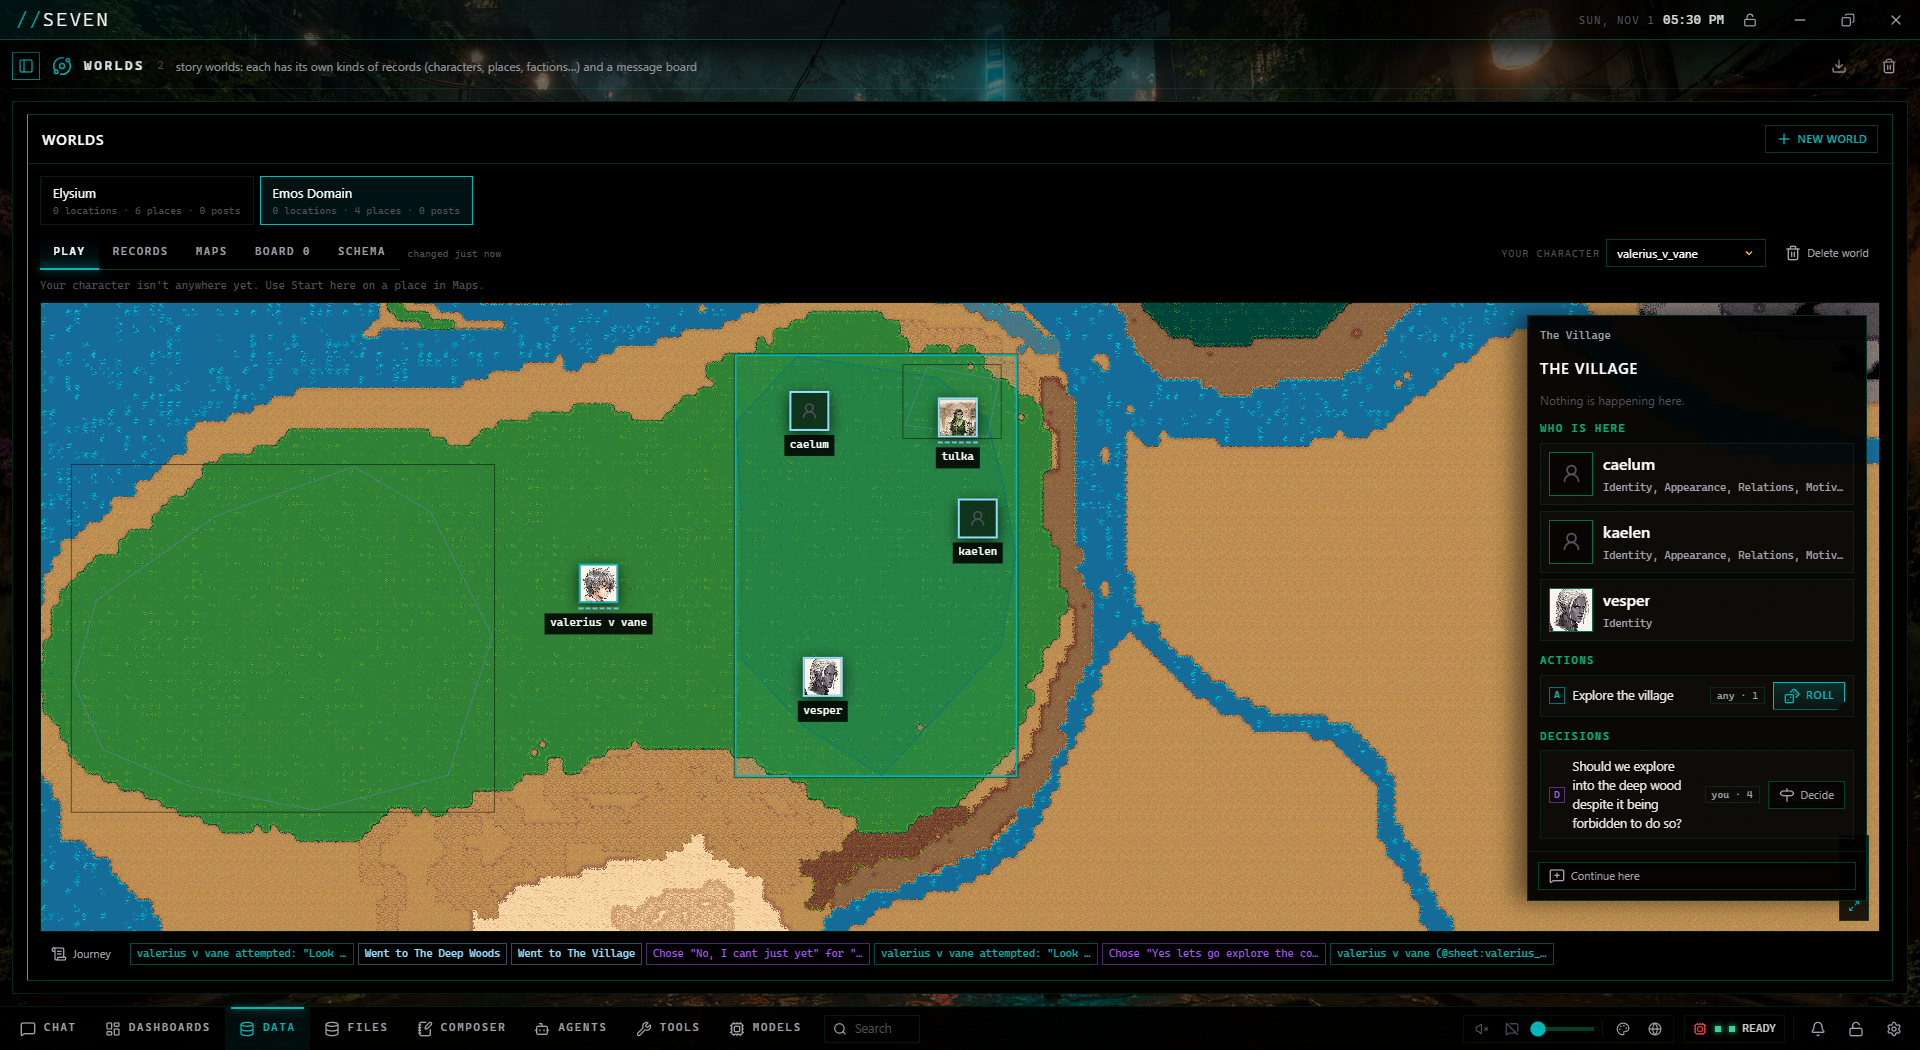 //SEVEN
SUN, NOV 1 05:30 PM
WORLDS 2 story worlds: each has its own kinds of records (characters, places, factions...) and a message board
WORLDS
NEW WORLD
Elysium
0 locations · 6 places · 0 posts
Emos Domain
0 locations · 4 places · 0 posts
PLAY RECORDS MAPS BOARD 0 SCHEMA changed just now
YOUR CHARACTER valerius_v_vane Delete world
Your character isn't anywhere yet. Use Start here on a place in Maps.
caelum
tulka
kaelen
valerius v vane
vesper
The Village
THE VILLAGE
Nothing is happening here.
WHO IS HERE
caelum
Identity, Appearance, Relations, Motiv…
kaelen
Identity, Appearance, Relations, Motiv…
vesper
Identity
ACTIONS
A Explore the village any · 1 ROLL
DECISIONS
D Should we explore
into the deep wood
despite it being
forbidden to do so?
you · 4 Decide
Continue here
Journey
valerius v vane attempted: "Look …
Went to The Deep Woods
Went to The Village
Chose "No, I cant just yet" for "…
valerius v vane attempted: "Look …
Chose "Yes lets go explore the co…
valerius v vane (@sheet:valerius_…
CHAT DASHBOARDS DATA FILES COMPOSER AGENTS TOOLS MODELS Search
READY